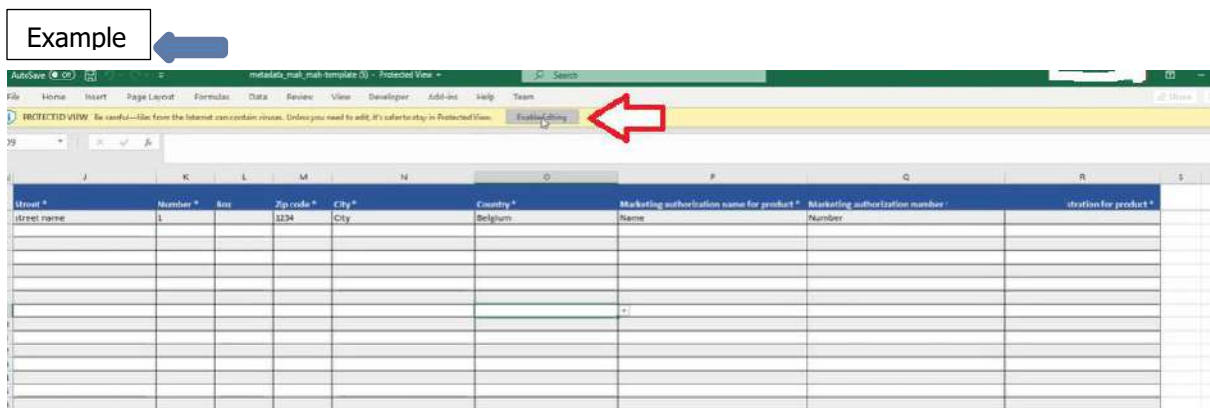 Example
AutoSave Off metadata_mah_mah-template (5) - Protected View Search
File Home Insert Page Layout Formulas Data Review View Developer Add-ins Help Team Share
PROTECTED VIEW Be careful—files from the Internet can contain viruses. Unless you need to edit, it's safer to stay in Protected View. Enable Editing
fx
J K L M N O P Q R S
Street * Number * Box Zip code * City * Country * Marketing authorization name for product * Marketing authorization number stration for product *
street name 1 1234 City Belgium Name Number